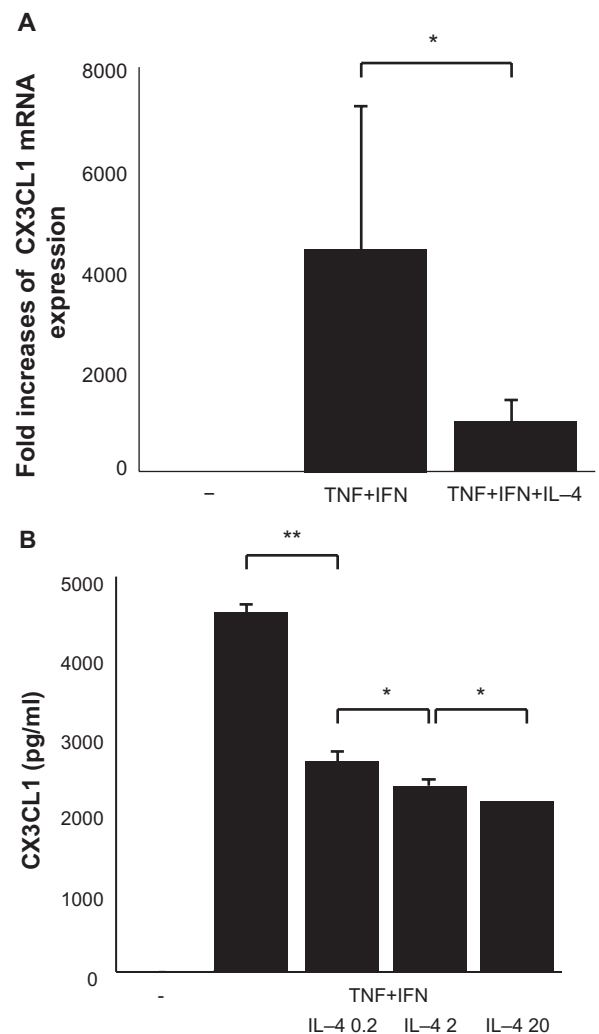 A
*
8000
6000
4000
2000
0
Fold increases of CX3CL1 mRNA
expression
–
TNF+IFN
TNF+IFN+IL–4
B
**
*
*
5000
4000
3000
2000
1000
0
CX3CL1 (pg/ml)
-
TNF+IFN
IL–4 0.2
IL–4 2
IL–4 20